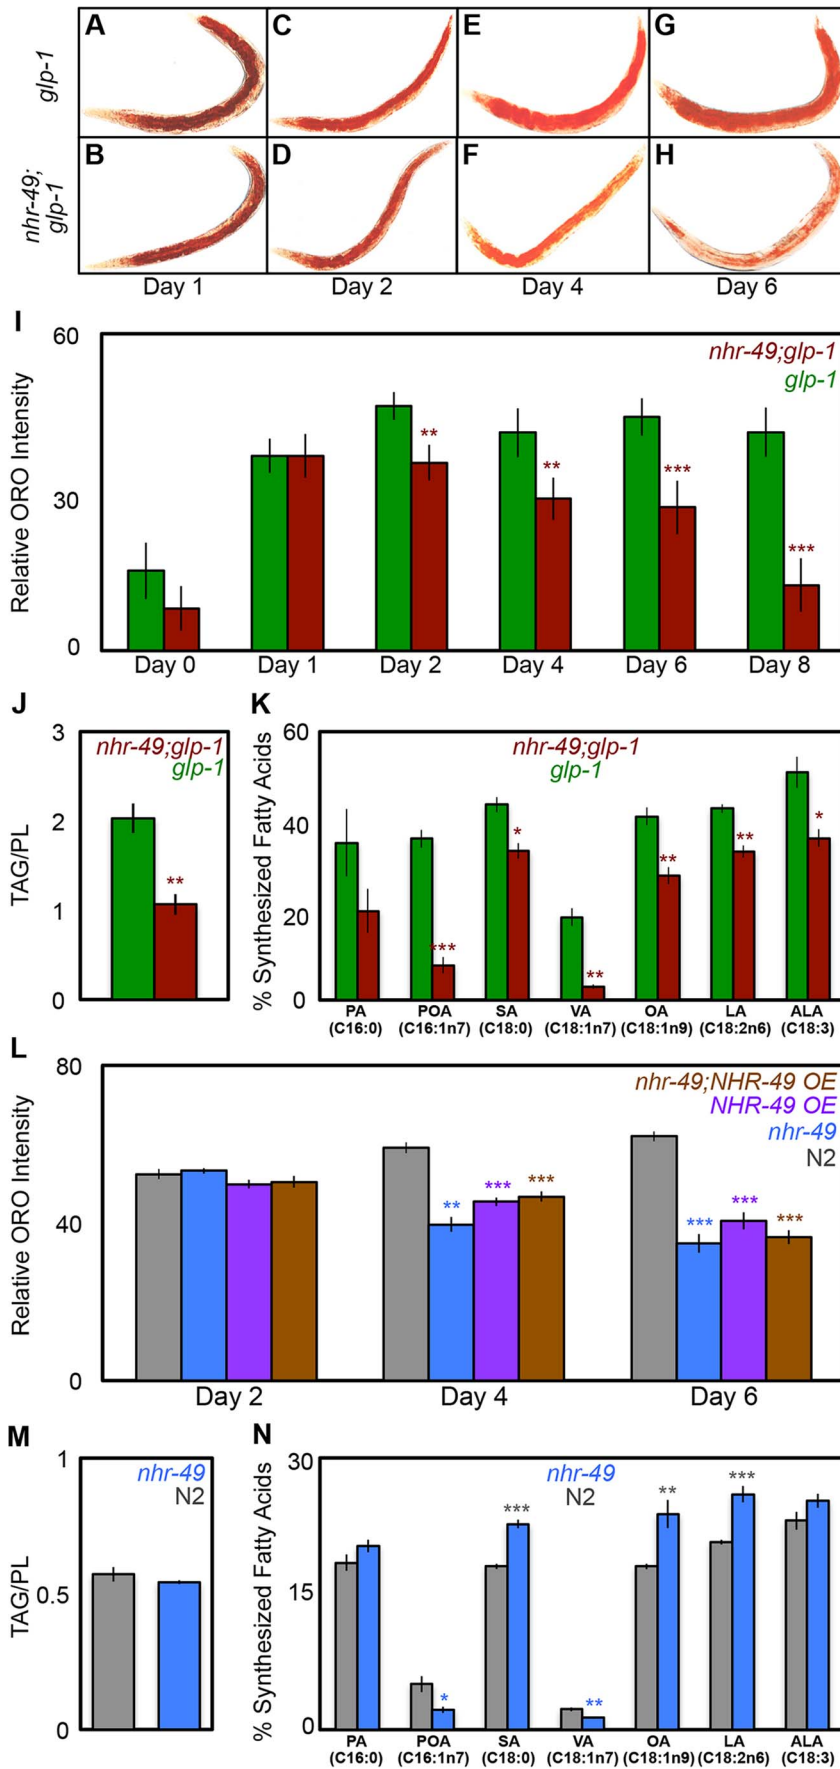 A
C
E
G
glp-1
B
D
F
H
nhr-49;
glp-1
Day 1
Day 2
Day 4
Day 6
I
60
30
0
Relative ORO Intensity
nhr-49;glp-1
glp-1
**
**
***
***
Day 0
Day 1
Day 2
Day 4
Day 6
Day 8
J
3
2
1
0
TAG/PL
nhr-49;glp-1
glp-1
**
K
60
40
20
0
% Synthesized Fatty Acids
nhr-49;glp-1
glp-1
***
*
**
**
**
*
PA
(C16:0)
POA
(C16:1n7)
SA
(C18:0)
VA
(C18:1n7)
OA
(C18:1n9)
LA
(C18:2n6)
ALA
(C18:3)
L
80
40
0
Relative ORO Intensity
nhr-49;NHR-49 OE
NHR-49 OE
nhr-49
N2
**
***
***
***
***
***
Day 2
Day 4
Day 6
M
1
0.5
0
TAG/PL
nhr-49
N2
N
30
15
0
% Synthesized Fatty Acids
nhr-49
N2
*
***
**
**
***
PA
(C16:0)
POA
(C16:1n7)
SA
(C18:0)
VA
(C18:1n7)
OA
(C18:1n9)
LA
(C18:2n6)
ALA
(C18:3)